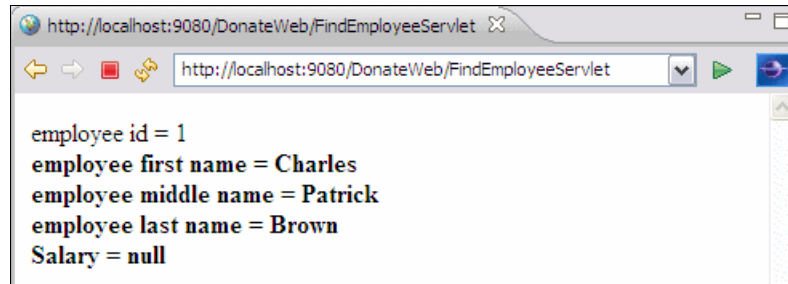 http://localhost:9080/DonateWeb/FindEmployeeServlet
http://localhost:9080/DonateWeb/FindEmployeeServlet
employee id = 1
employee first name = Charles
employee middle name = Patrick
employee last name = Brown
Salary = null